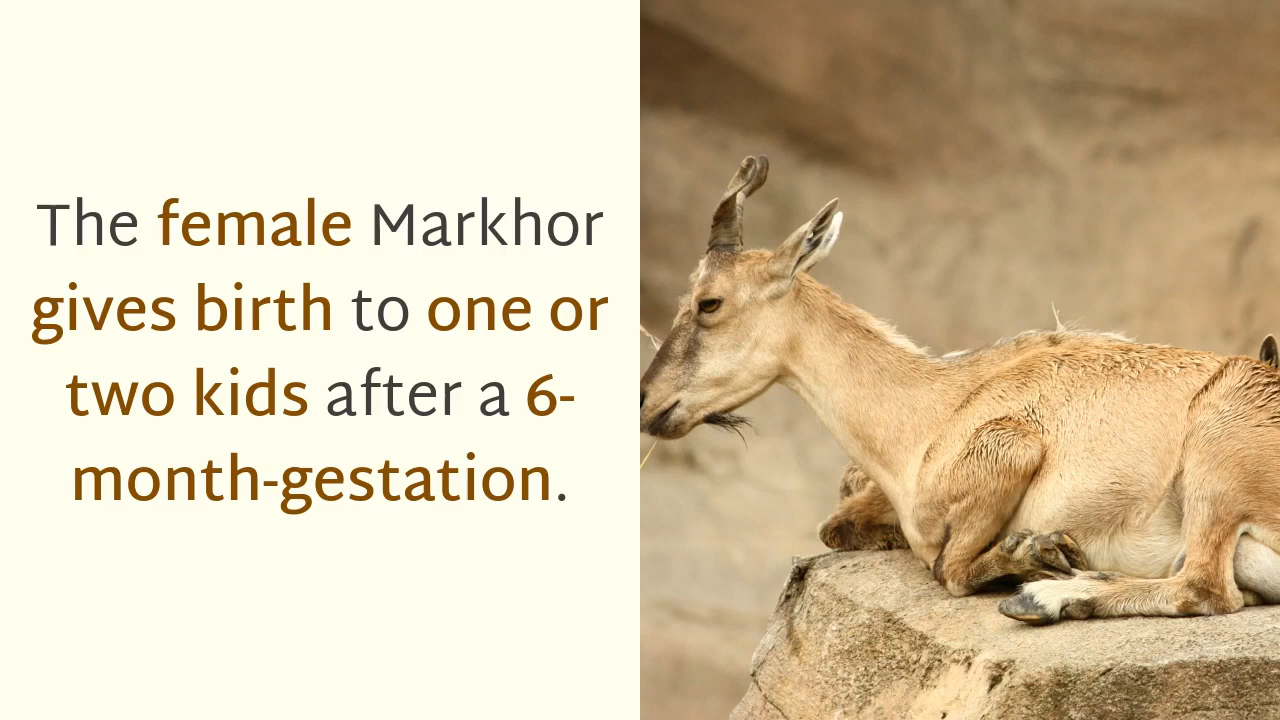 The female Markhor
gives birth to one or
two kids after a 6-
month-gestation.